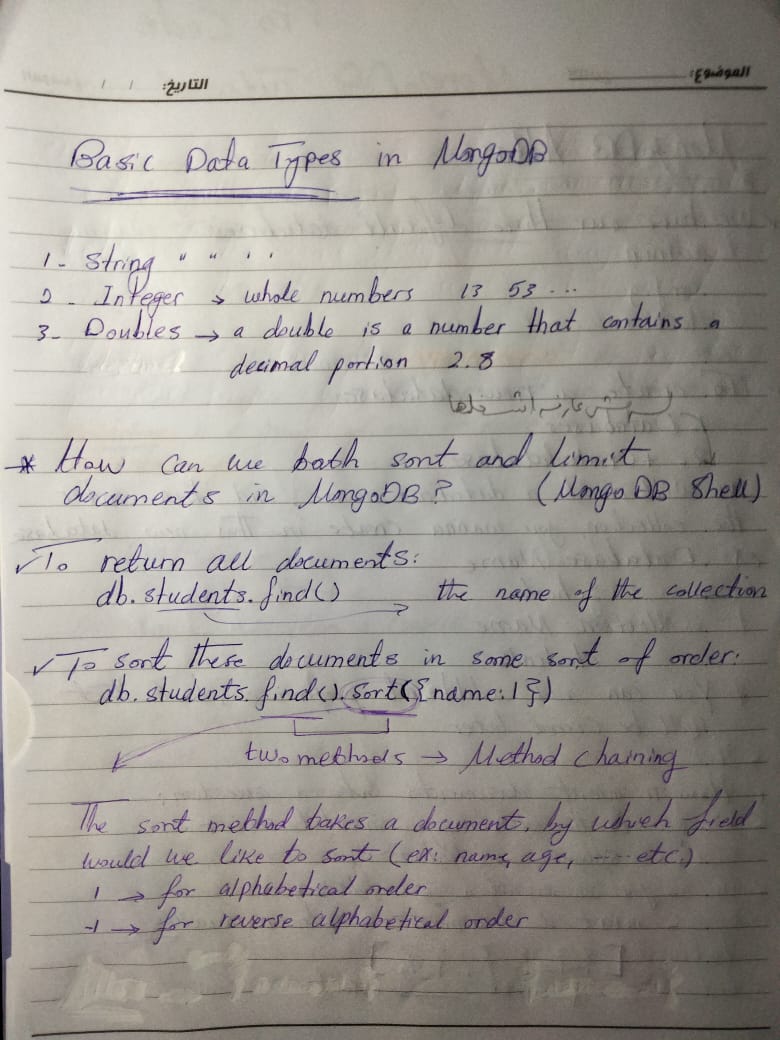 الموضوع:
التاريخ: / /
Basic Data Types in MongoDB
1- String " " ' '
2- Integer → whole numbers 13 53 ...
3- Doubles → a double is a number that contains a
decimal portion 2.8
* How can we both sort and limit
documents in MongoDB? (MongoDB Shell)
✓ To return all documents:
db.students.find() → the name of the collection
✓ To sort these documents in some sort of order:
db.students.find().sort({name:1})
two methods → Method chaining
The sort method takes a document, by which field
would we like to sort (ex: name, age, ---- etc.)
1 → for alphabetical order
-1 → for reverse alphabetical order